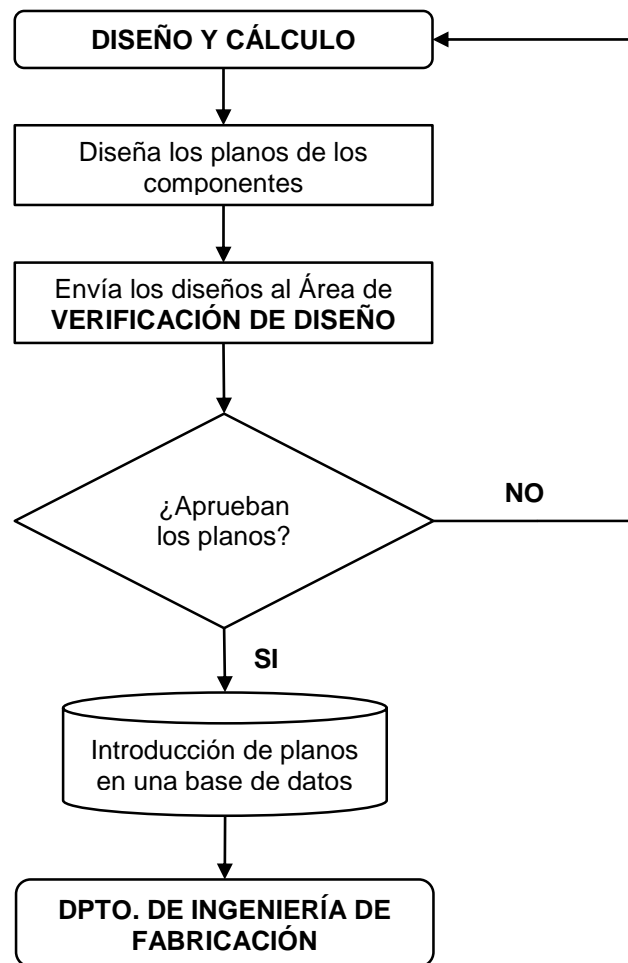 DISEÑO Y CÁLCULO
Diseña los planos de los
componentes
Envía los diseños al Área de
VERIFICACIÓN DE DISEÑO
¿Aprueban
los planos?
NO
SI
Introducción de planos
en una base de datos
DPTO. DE INGENIERÍA DE
FABRICACIÓN